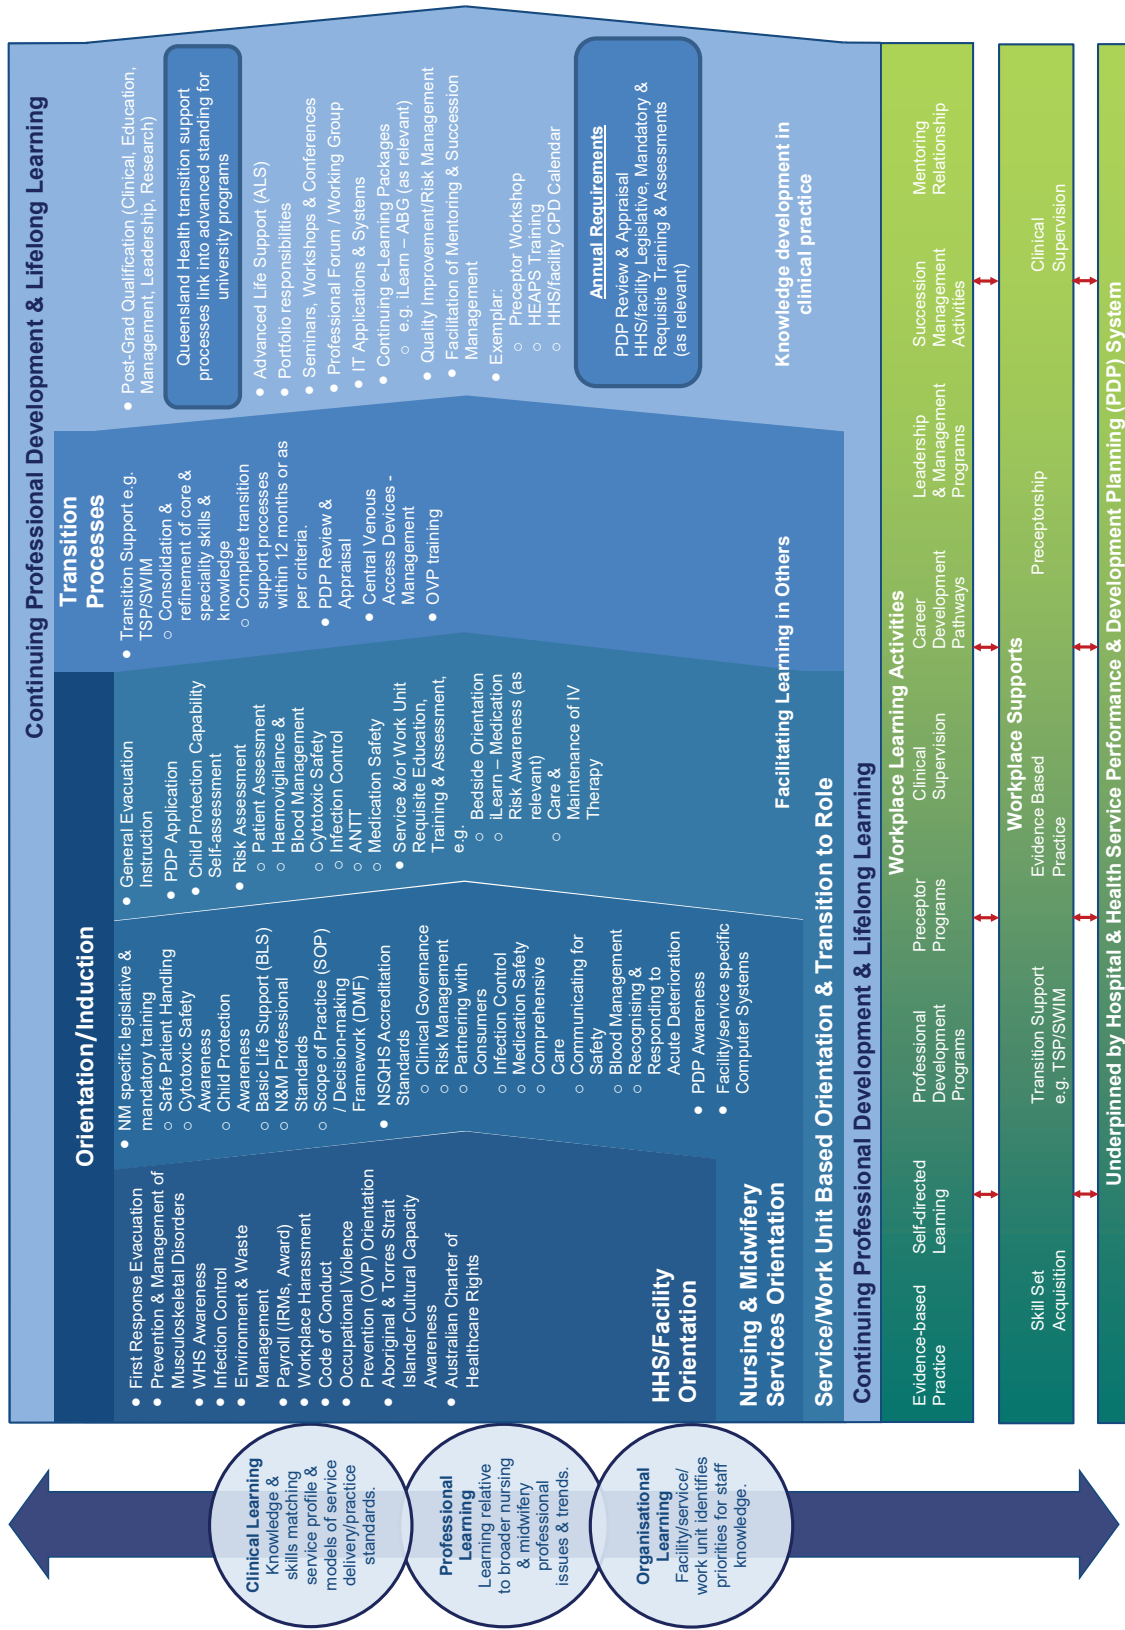 Continuing Professional Development & Lifelong Learning
Clinical Learning
Knowledge &
skills matching
service profile &
models of service
delivery/practice
standards.
Professional
Learning
Learning relative
to broader nursing
& midwifery
professional
issues & trends.
Organisational
Learning
Facility/service/
work unit identifies
priorities for staff
knowledge.
Orientation/Induction
● First Response Evacuation
● Prevention & Management of
Musculoskeletal Disorders
● WHS Awareness
● Infection Control
● Environment & Waste
Management
● Payroll (IRMs, Award)
● Workplace Harassment
● Code of Conduct
● Occupational Violence
Prevention (OVP) Orientation
● Aboriginal & Torres Strait
Islander Cultural Capacity
Awareness
● Australian Charter of
Healthcare Rights
HHS/Facility
Orientation
● NM specific legislative &
mandatory training
○ Safe Patient Handling
○ Cytotoxic Safety
Awareness
○ Child Protection
Awareness
○ Basic Life Support (BLS)
○ N&M Professional
Standards
○ Scope of Practice (SOP)
/ Decision-making
Framework (DMF)
● NSQHS Accreditation
Standards
○ Clinical Governance
○ Risk Management
○ Partnering with
Consumers
○ Infection Control
○ Medication Safety
○ Comprehensive
Care
○ Communicating for
Safety
○ Blood Management
○ Recognising &
Responding to
Acute Deterioration
● PDP Awareness
● Facility/service specific
Computer Systems
Nursing & Midwifery
Services Orientation
● General Evacuation
Instruction
● PDP Application
● Child Protection Capability
Self-assessment
● Risk Assessment
○ Patient Assessment
○ Haemovigilance &
Blood Management
○ Cytotoxic Safety
○ Infection Control
○ ANTT
○ Medication Safety
● Service &/or Work Unit
Requisite Education,
Training & Assessment,
e.g.
○ Bedside Orientation
○ iLearn – Medication
Risk Awareness (as
relevant)
○ Care &
Maintenance of IV
Therapy
Service/Work Unit Based Orientation & Transition to Role
Transition
Processes
● Transition Support e.g.
TSP/SWIM
○ Consolidation &
refinement of core &
speciality skills &
knowledge
○ Complete transition
support processes
within 12 months or as
per criteria.
● PDP Review &
Appraisal
● Central Venous
Access Devices -
Management
● OVP training
Facilitating Learning in Others
● Post-Grad Qualification (Clinical, Education,
Management, Leadership, Research)
Queensland Health transition support
processes link into advanced standing for
university programs
● Advanced Life Support (ALS)
● Portfolio responsibilities
● Seminars, Workshops & Conferences
● Professional Forum / Working Group
● IT Applications & Systems
● Continuing e-Learning Packages
○ e.g. iLearn – ABG (as relevant)
● Quality Improvement/Risk Management
● Facilitation of Mentoring & Succession
Management
● Exemplar:
○ Preceptor Workshop
○ HEAPS Training
○ HHS/facility CPD Calendar
Annual Requirements
PDP Review & Appraisal
HHS/facility Legislative, Mandatory &
Requisite Training & Assessments
(as relevant)
Knowledge development in
clinical practice
Continuing Professional Development & Lifelong Learning
Workplace Learning Activities
Evidence-based
Practice
Self-directed
Learning
Professional
Development
Programs
Preceptor
Programs
Clinical
Supervision
Career
Development
Pathways
Leadership
& Management
Programs
Succession
Management
Activities
Mentoring
Relationship
Workplace Supports
Skill Set
Acquisition
Transition Support
e.g. TSP/SWIM
Evidence Based
Practice
Preceptorship
Clinical
Supervision
Underpinned by Hospital & Health Service Performance & Development Planning (PDP) System